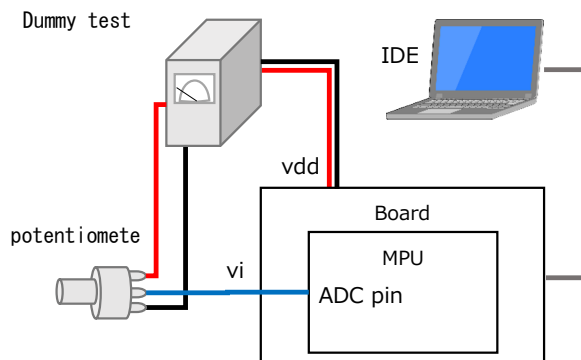 Dummy test
IDE
vdd
Board
potentiomete
MPU
vi
ADC pin